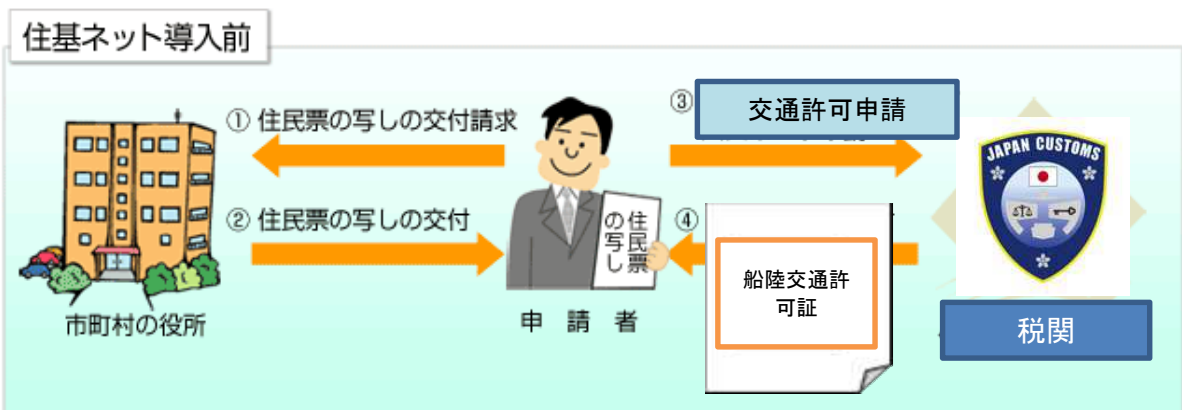 住基ネット導入前
① 住民票の写しの交付請求
② 住民票の写しの交付
市町村の役所
住民票
の写し
申 請 者
③
交通許可申請
④
船陸交通許
可証
JAPAN CUSTOMS
税関